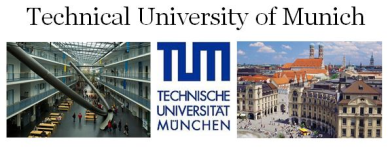 Technical University of Munich
TUM
TECHNISCHE
UNIVERSITÄT
MÜNCHEN